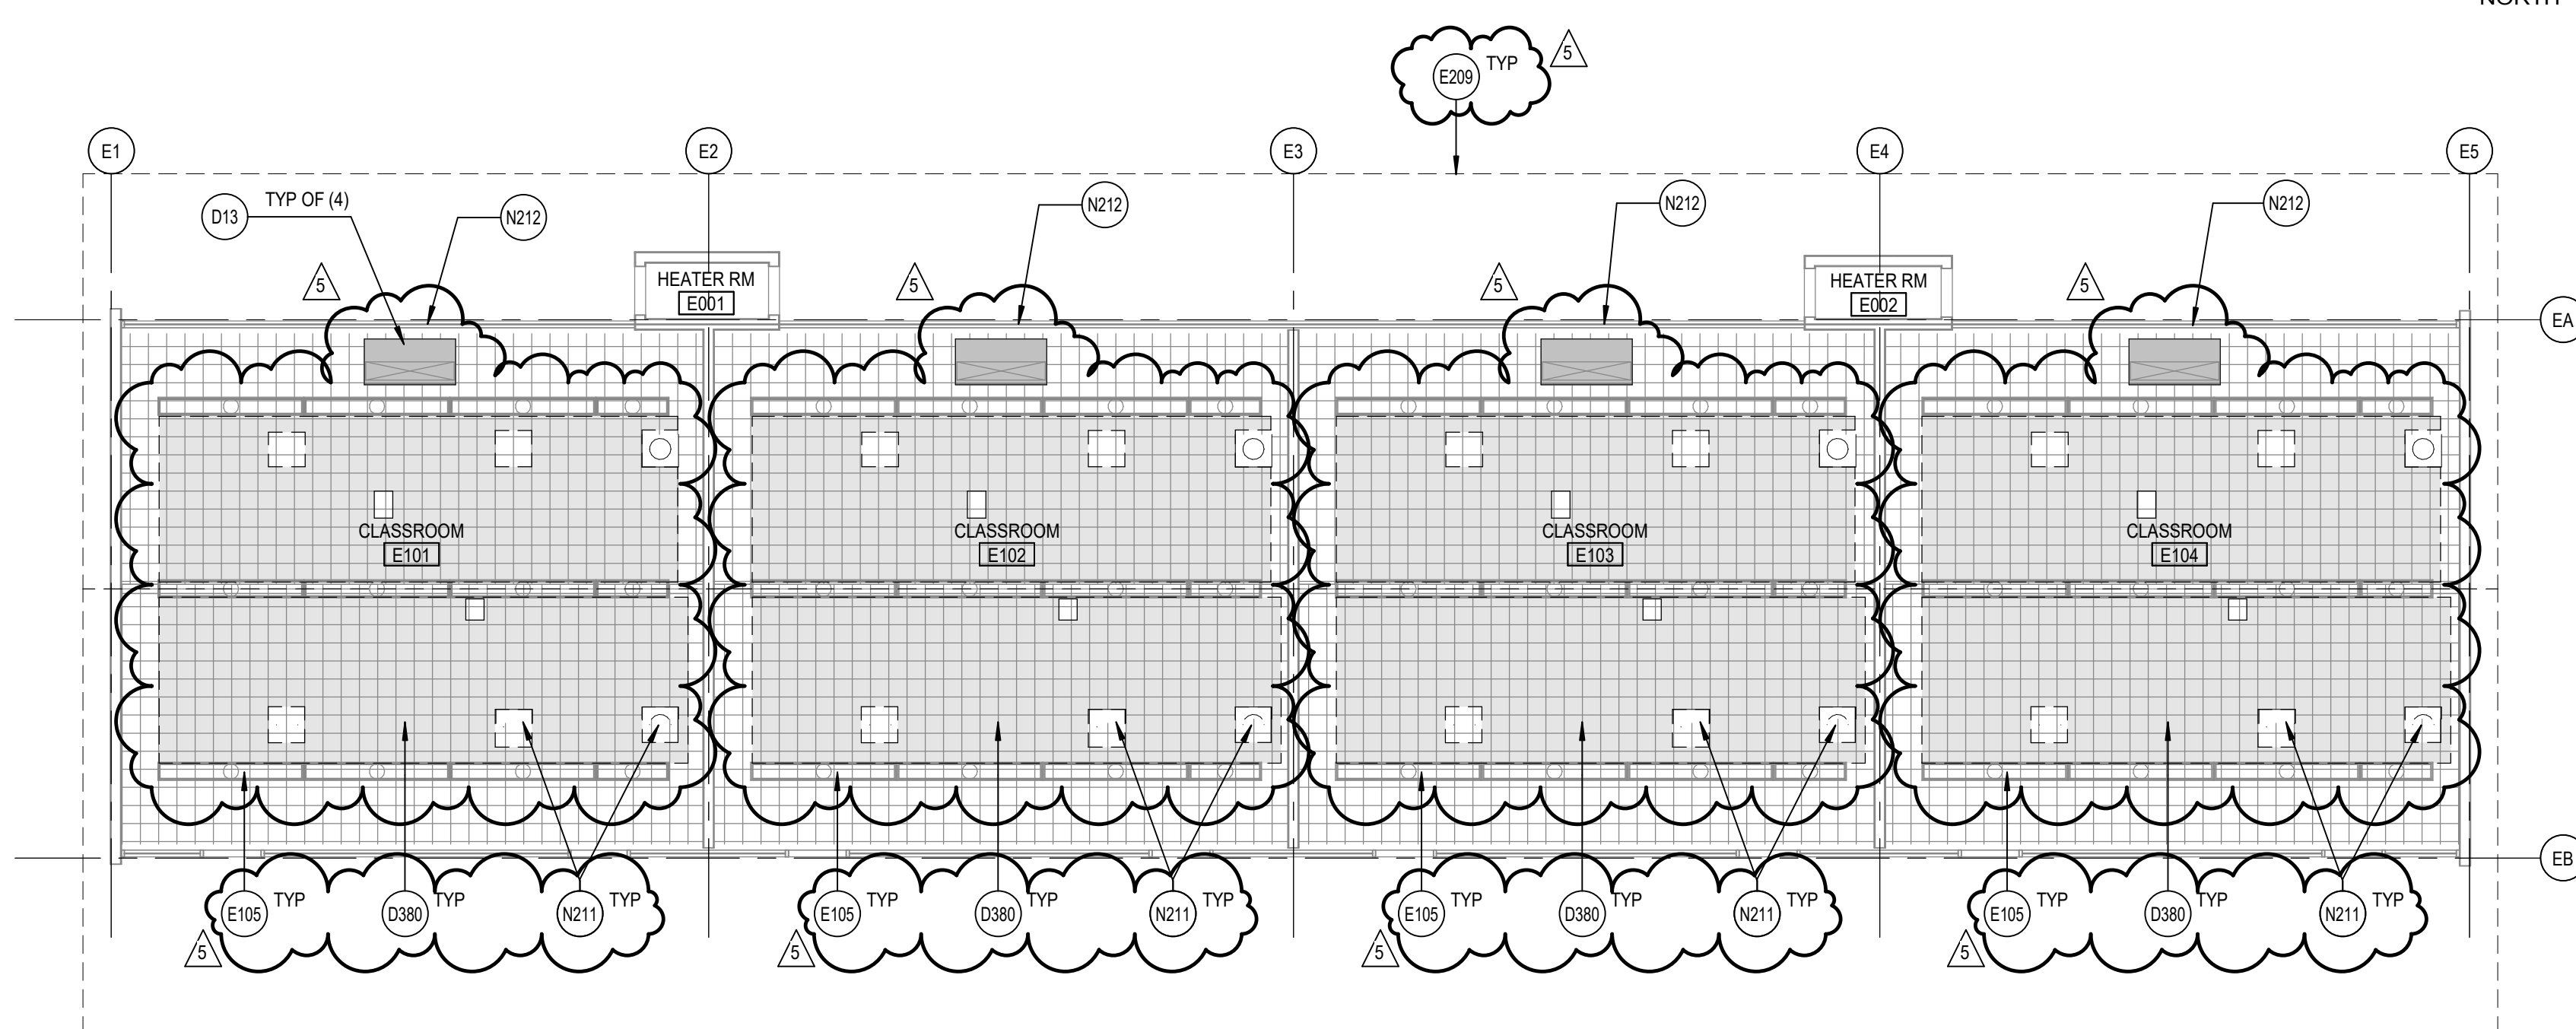 NORTH
E209 TYP 5
E1 E2 E3 E4 E5
D13 TYP OF (4) N212 N212 N212 N212
5 HEATER RM 5 5 HEATER RM 5
E001 E002
EA
CLASSROOM CLASSROOM CLASSROOM CLASSROOM
E101 E102 E103 E104
EB
E105 TYP D380 TYP N211 TYP E105 TYP D380 TYP N211 TYP E105 TYP D380 TYP N211 TYP E105 TYP D380 TYP N211 TYP
5 5 5 5